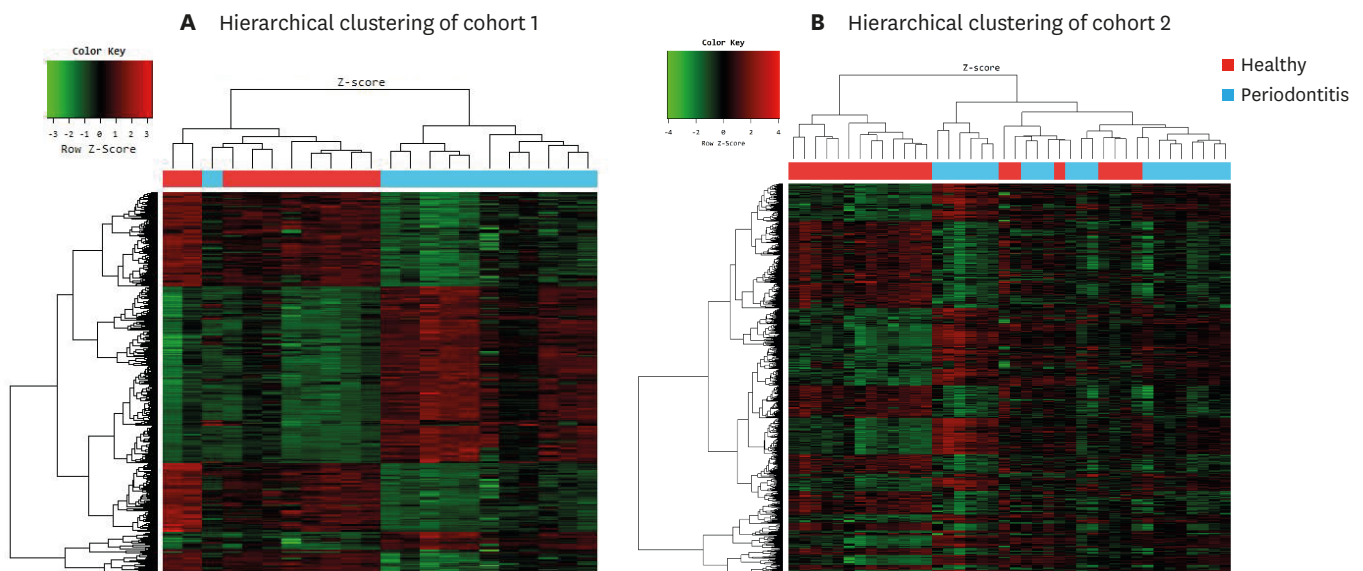 A Hierarchical clustering of cohort 1
Color Key
-3 -2 -1 0 1 2 3
Row Z-Score
Z-score
B Hierarchical clustering of cohort 2
Color Key
-4 -2 0 2 4
Row Z-Score
Z-score
Healthy
Periodontitis